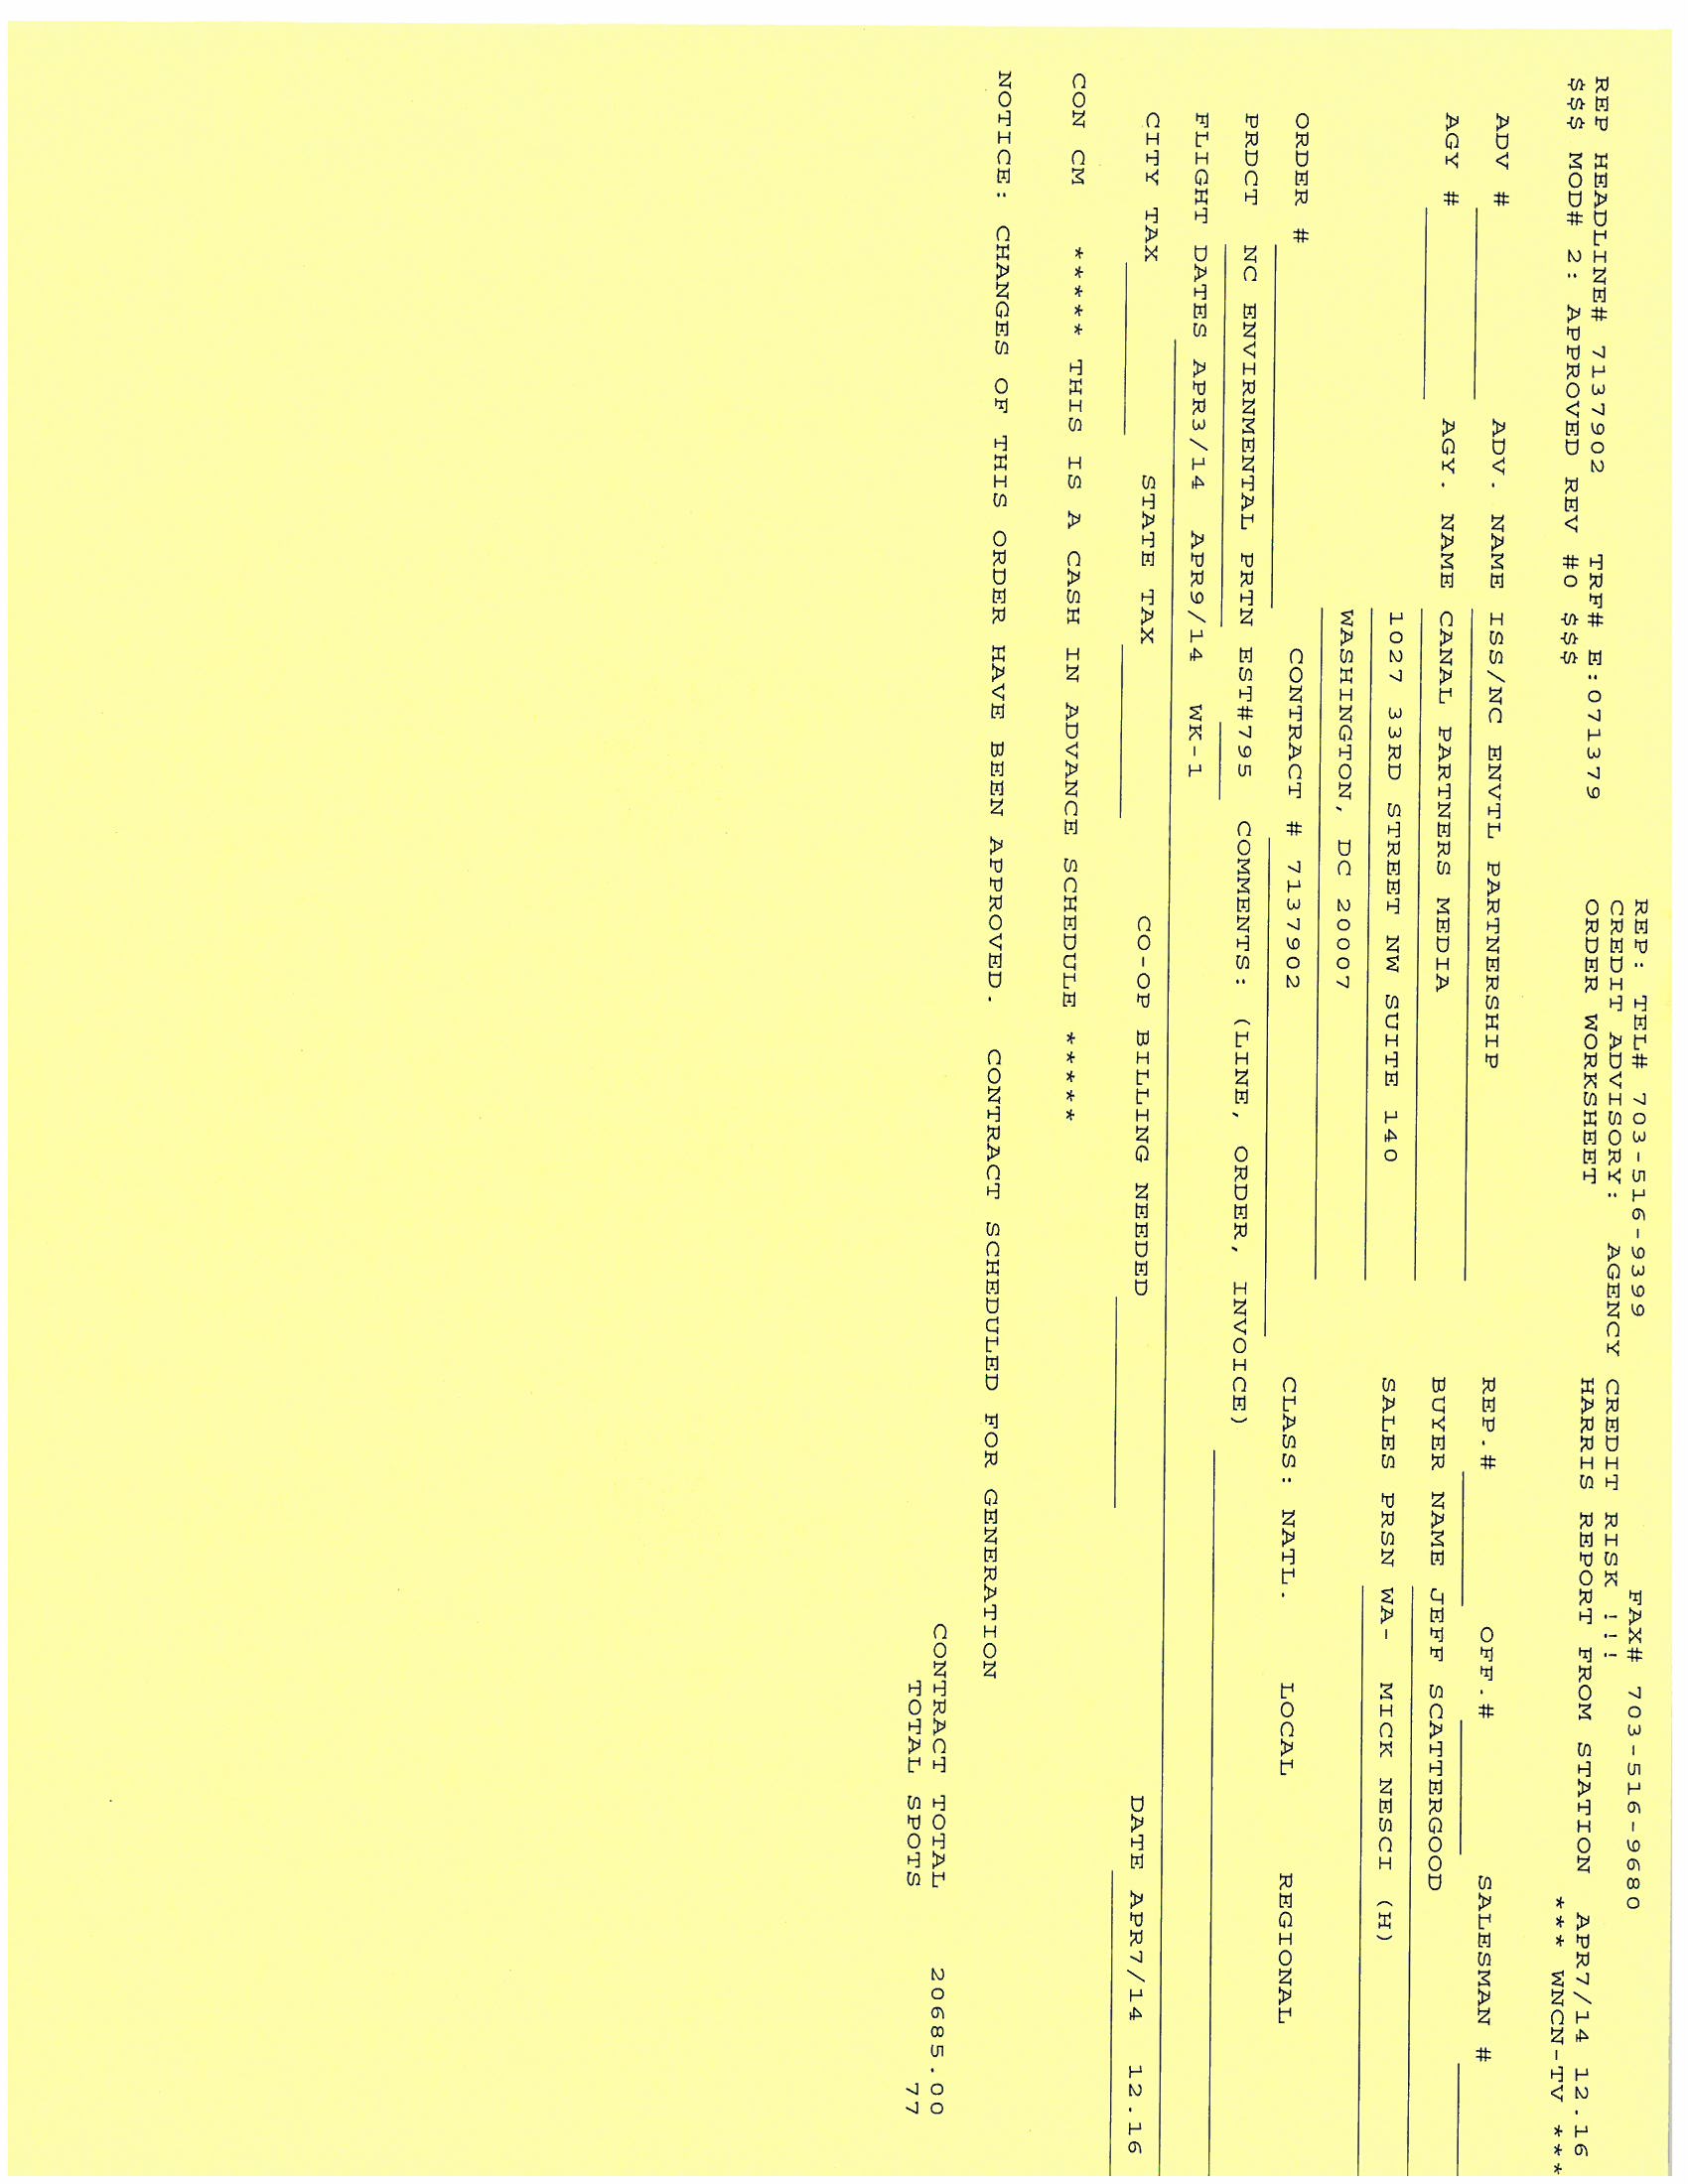 REP: TEL# 703-516-9399 FAX# 703-516-9680
CREDIT ADVISORY: AGENCY CREDIT RISK !!!
REP HEADLINE# 7137902 TRF# E:071379 ORDER WORKSHEET HARRIS REPORT FROM STATION APR7/14 12.16
$$$ MOD# 2: APPROVED REV #0 $$$ *** WNCN-TV ***
ADV # ADV. NAME ISS/NC ENVTL PARTNERSHIP REP.# OFF.# SALESMAN #
AGY # AGY. NAME CANAL PARTNERS MEDIA BUYER NAME JEFF SCATTERGOOD
1027 33RD STREET NW SUITE 140 SALES PRSN WA- MICK NESCI (H)
WASHINGTON, DC 20007
ORDER # CONTRACT # 7137902 CLASS: NATL. LOCAL REGIONAL
PRDCT NC ENVIRNMENTAL PRTN EST#795 COMMENTS: (LINE, ORDER, INVOICE)
FLIGHT DATES APR3/14 APR9/14 WK-1
CITY TAX STATE TAX CO-OP BILLING NEEDED DATE APR7/14 12.16
CON CM ***** THIS IS A CASH IN ADVANCE SCHEDULE *****
NOTICE: CHANGES OF THIS ORDER HAVE BEEN APPROVED. CONTRACT SCHEDULED FOR GENERATION
CONTRACT TOTAL 20685.00
TOTAL SPOTS 77